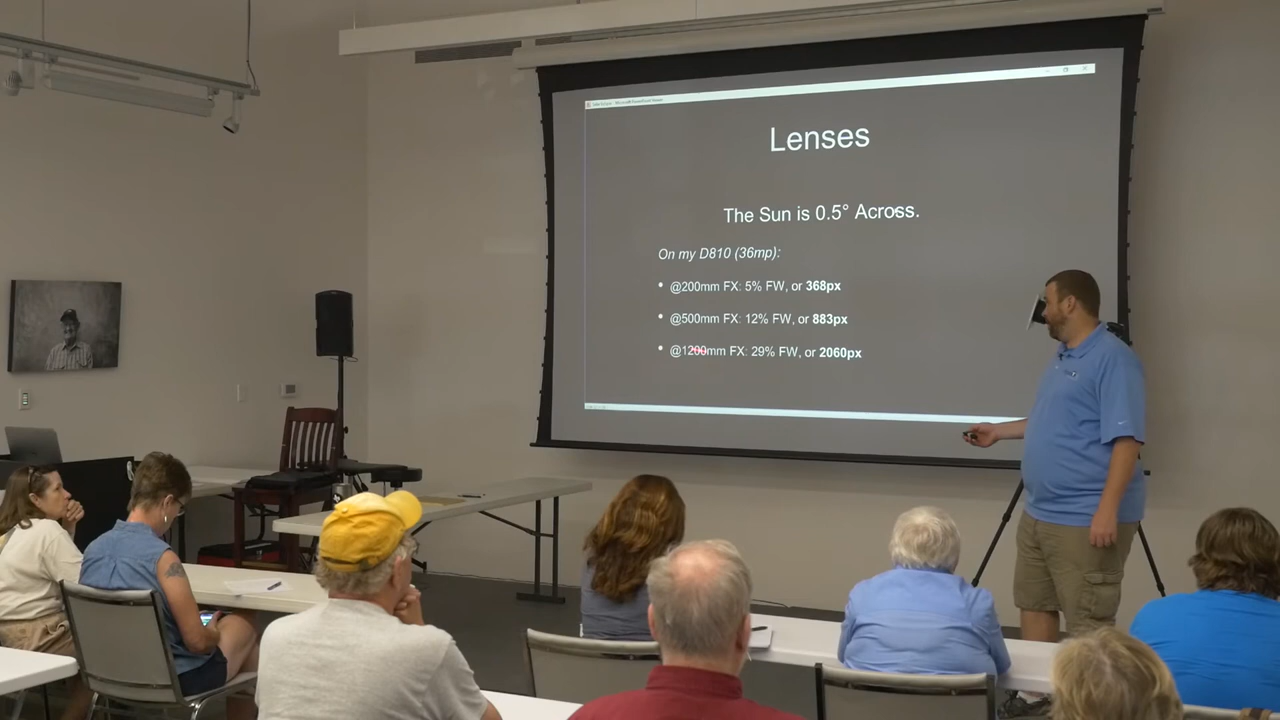 Lenses
The Sun is 0.5° Across.
On my D810 (36mp):
• @200mm FX: 5% FW, or 368px
• @500mm FX: 12% FW, or 883px
• @1200mm FX: 29% FW, or 2060px